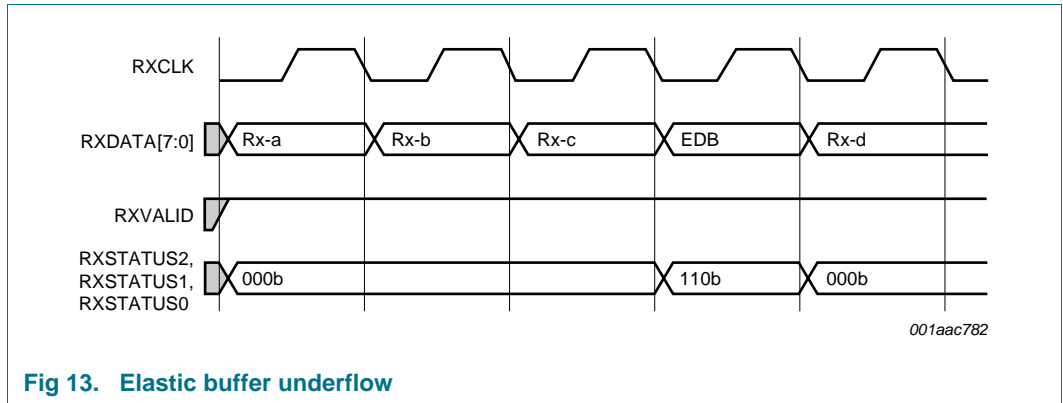 RXCLK
RXDATA[7:0] Rx-a Rx-b Rx-c EDB Rx-d
RXVALID
RXSTATUS2,
RXSTATUS1,
RXSTATUS0
000b 110b 000b
001aac782
Fig 13. Elastic buffer underflow